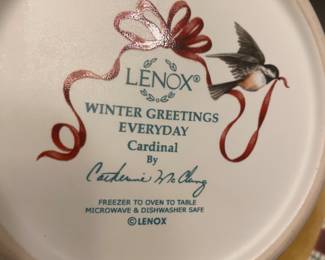 LENOX®
WINTER GREETINGS
EVERYDAY
Cardinal
By
Catherine McClung
FREEZER TO OVEN TO TABLE
MICROWAVE & DISHWASHER SAFE
©LENOX